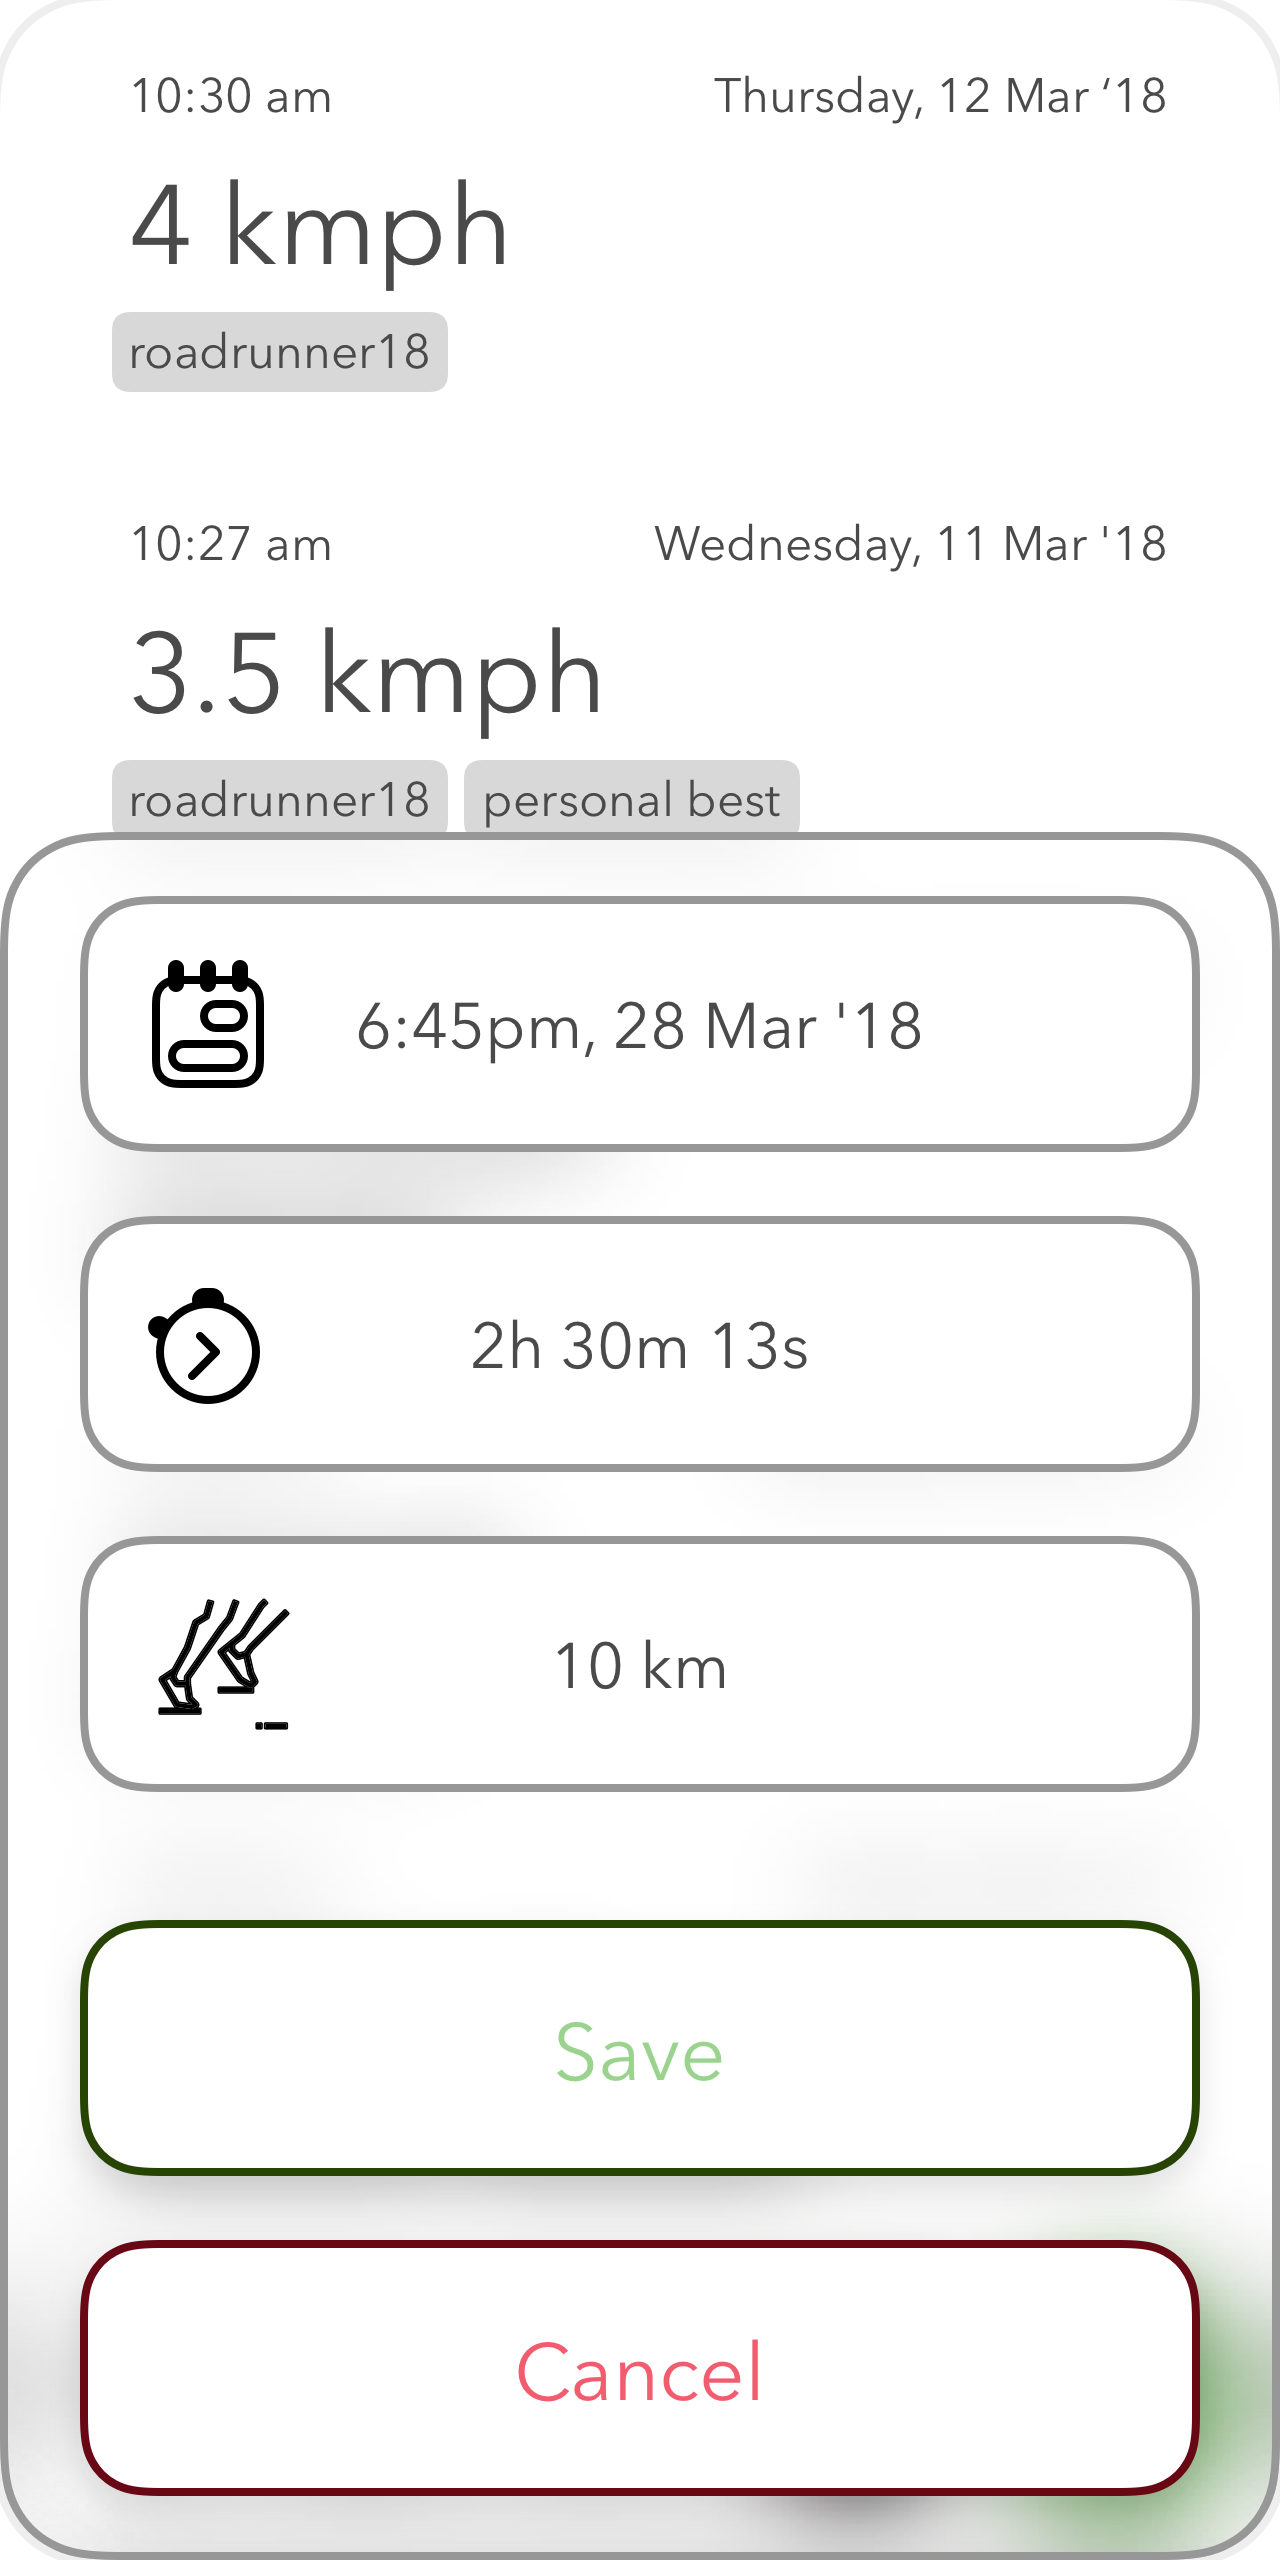 10:30 am Thursday, 12 Mar ‘18
4 kmph
roadrunner18
10:27 am Wednesday, 11 Mar '18
3.5 kmph
roadrunner18 personal best
6:45pm, 28 Mar '18
2h 30m 13s
10 km
Save
Cancel